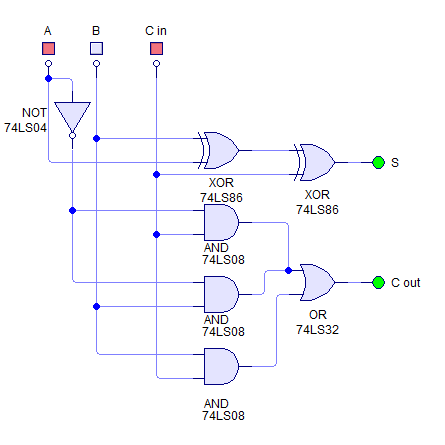 A B C in
NOT
74LS04
S
XOR
74LS86
XOR
74LS86
AND
74LS08
C out
AND
74LS08
OR
74LS32
AND
74LS08